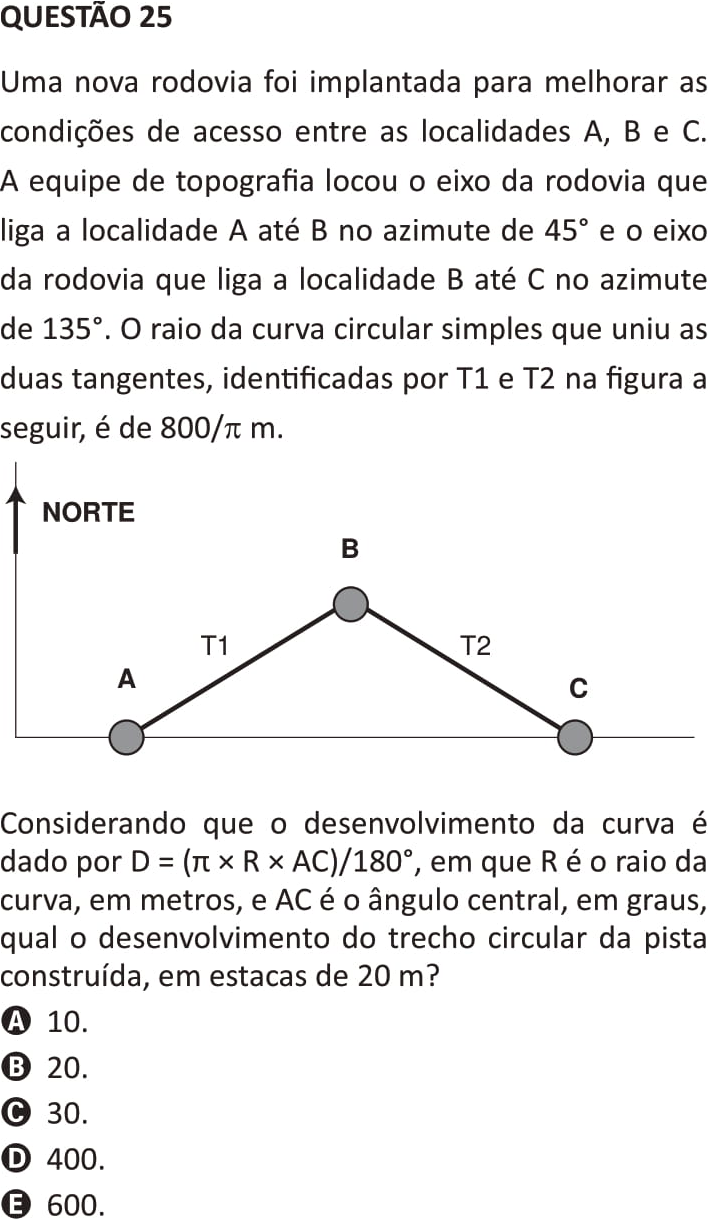 QUESTÃO 25
Uma nova rodovia foi implantada para melhorar as
condições de acesso entre as localidades A, B e C.
A equipe de topografia locou o eixo da rodovia que
liga a localidade A até B no azimute de 45° e o eixo
da rodovia que liga a localidade B até C no azimute
de 135°. O raio da curva circular simples que uniu as
duas tangentes, identificadas por T1 e T2 na figura a
seguir, é de 800/π m.
NORTE
B
T1
T2
A
C
Considerando que o desenvolvimento da curva é
dado por D = (π × R × AC)/180°, em que R é o raio da
curva, em metros, e AC é o ângulo central, em graus,
qual o desenvolvimento do trecho circular da pista
construída, em estacas de 20 m?
A 10.
B 20.
C 30.
D 400.
E 600.